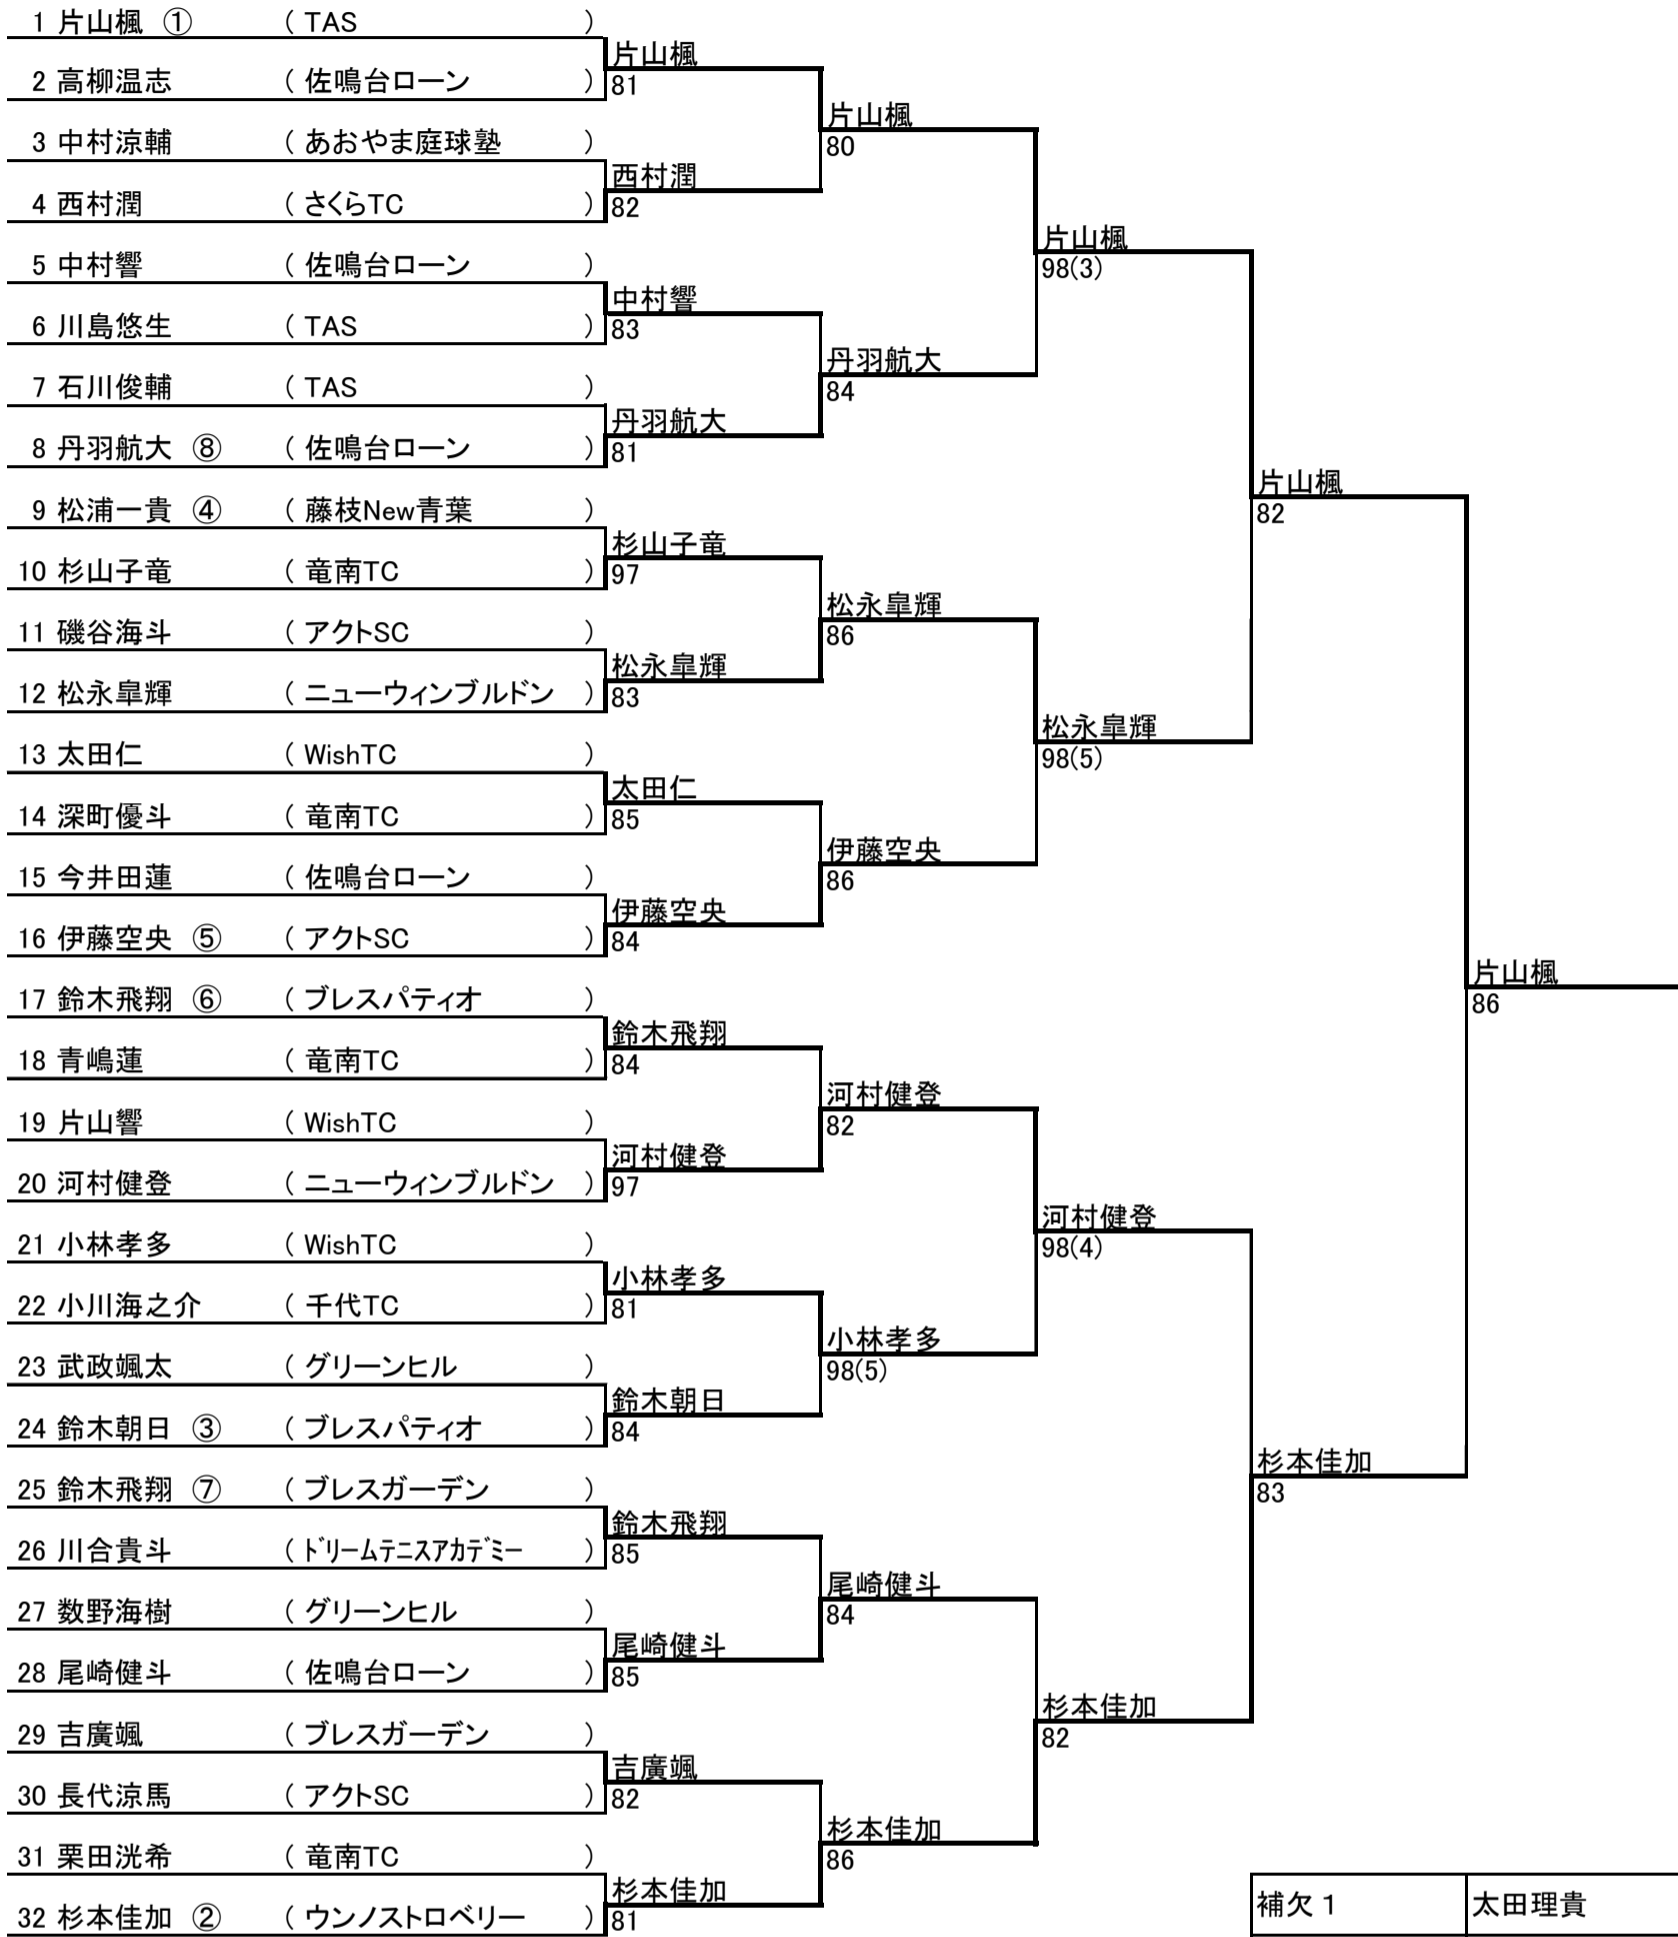 1 片山楓 ① ( TAS )
2 高柳温志 ( 佐鳴台ローン )
3 中村涼輔 ( あおやま庭球塾 )
4 西村潤 ( さくらTC )
5 中村響 ( 佐鳴台ローン )
6 川島悠生 ( TAS )
7 石川俊輔 ( TAS )
8 丹羽航大 ⑧ ( 佐鳴台ローン )
9 松浦一貴 ④ ( 藤枝New青葉 )
10 杉山子竜 ( 竜南TC )
11 磯谷海斗 ( アクトSC )
12 松永皐輝 ( ニューウィンブルドン )
13 太田仁 ( WishTC )
14 深町優斗 ( 竜南TC )
15 今井田蓮 ( 佐鳴台ローン )
16 伊藤空央 ⑤ ( アクトSC )
17 鈴木飛翔 ⑥ ( ブレスパティオ )
18 青嶋蓮 ( 竜南TC )
19 片山響 ( WishTC )
20 河村健登 ( ニューウィンブルドン )
21 小林孝多 ( WishTC )
22 小川海之介 ( 千代TC )
23 武政颯太 ( グリーンヒル )
24 鈴木朝日 ③ ( ブレスパティオ )
25 鈴木飛翔 ⑦ ( ブレスガーデン )
26 川合貴斗 ( ﾄﾞﾘｰﾑﾃﾆｽｱｶﾃﾞﾐｰ )
27 数野海樹 ( グリーンヒル )
28 尾崎健斗 ( 佐鳴台ローン )
29 吉廣颯 ( ブレスガーデン )
30 長代涼馬 ( アクトSC )
31 栗田洸希 ( 竜南TC )
32 杉本佳加 ② ( ウンノストロベリー )
片山楓
81
西村潤
82
中村響
83
丹羽航大
81
杉山子竜
97
松永皐輝
83
太田仁
85
伊藤空央
84
鈴木飛翔
84
河村健登
97
小林孝多
81
鈴木朝日
84
鈴木飛翔
85
尾崎健斗
85
吉廣颯
82
杉本佳加
81
片山楓
80
丹羽航大
84
松永皐輝
86
伊藤空央
86
河村健登
82
小林孝多
98(5)
尾崎健斗
84
杉本佳加
86
片山楓
98(3)
松永皐輝
98(5)
河村健登
98(4)
杉本佳加
82
片山楓
82
杉本佳加
83
片山楓
86
補欠 1 太田理貴